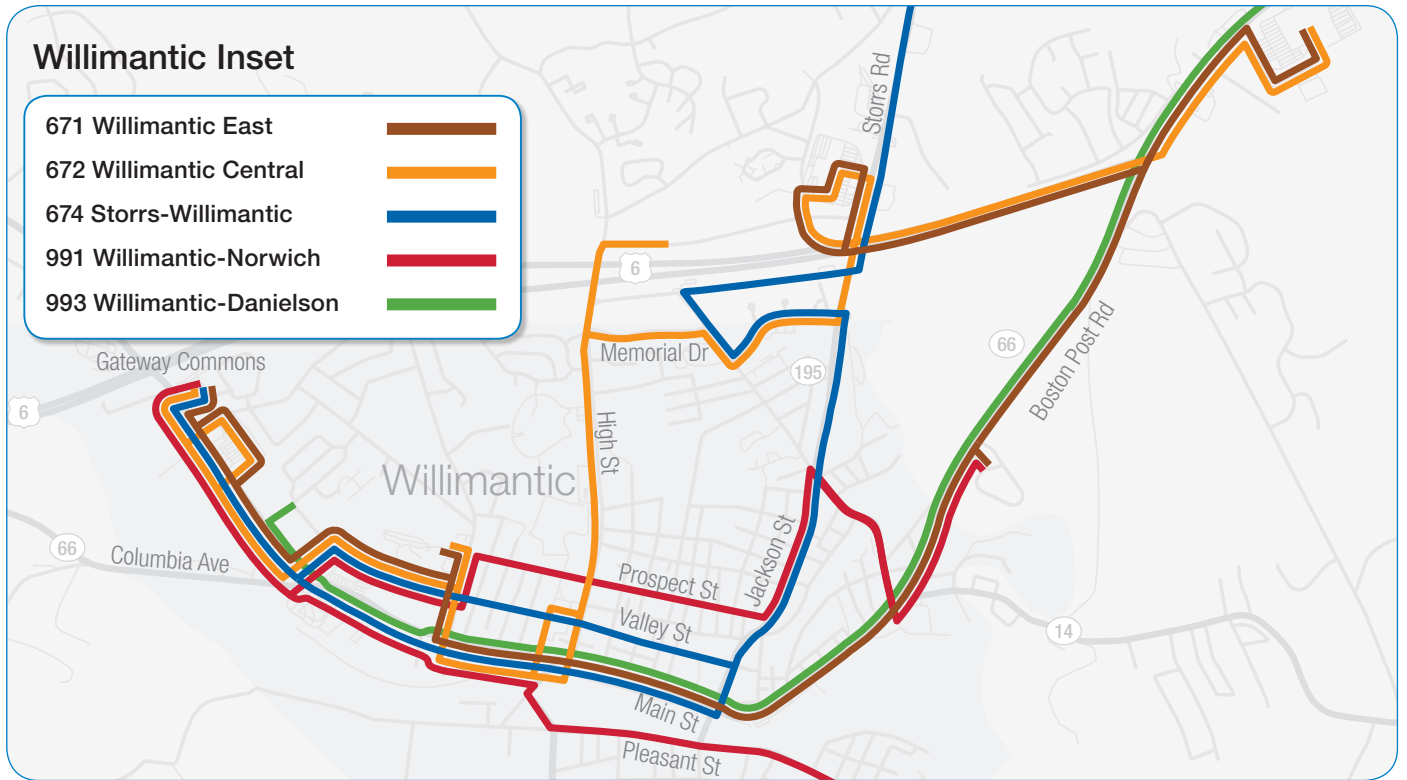 Willimantic Inset
671 Willimantic East
672 Willimantic Central
674 Storrs-Willimantic
991 Willimantic-Norwich
993 Willimantic-Danielson
Storrs Rd
6
Gateway Commons
Memorial Dr
195
66
Boston Post Rd
6
High St
Willimantic
66
Columbia Ave
Prospect St
Jackson St
Valley St
14
Main St
Pleasant St